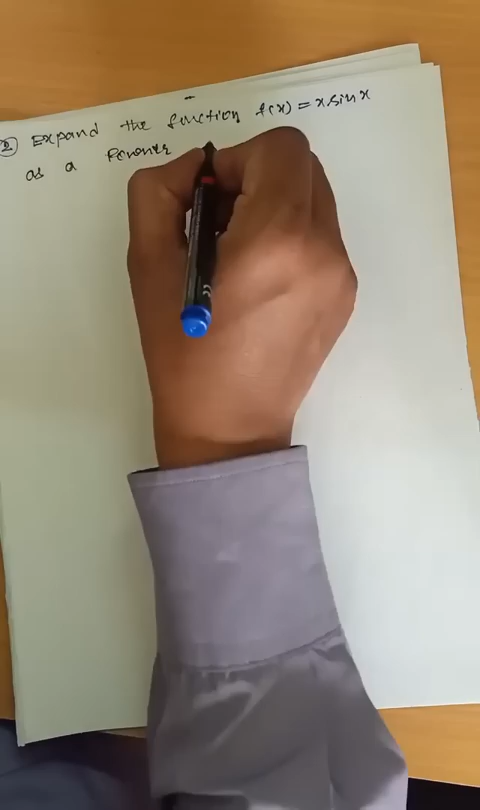 ② Expand the function f(x) = x sin x
as a Fourier